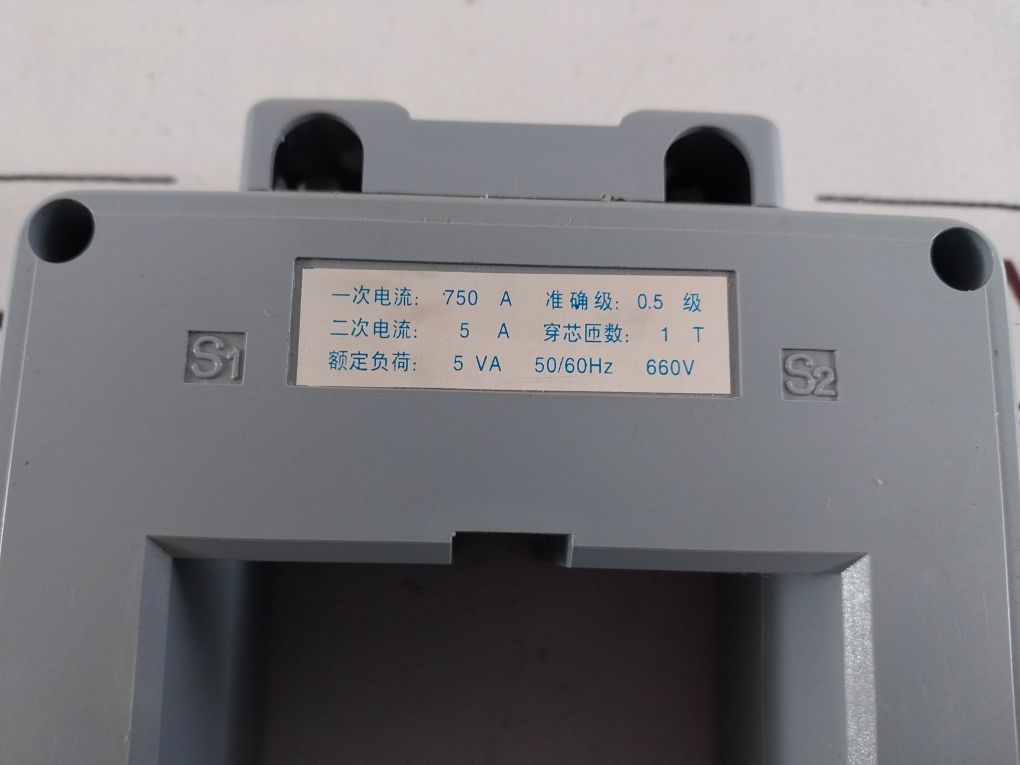 一次电流: 750 A 准确级: 0.5 级
二次电流: 5 A 穿芯匝数: 1 T
额定负荷: 5 VA 50/60Hz 660V
S1
S2